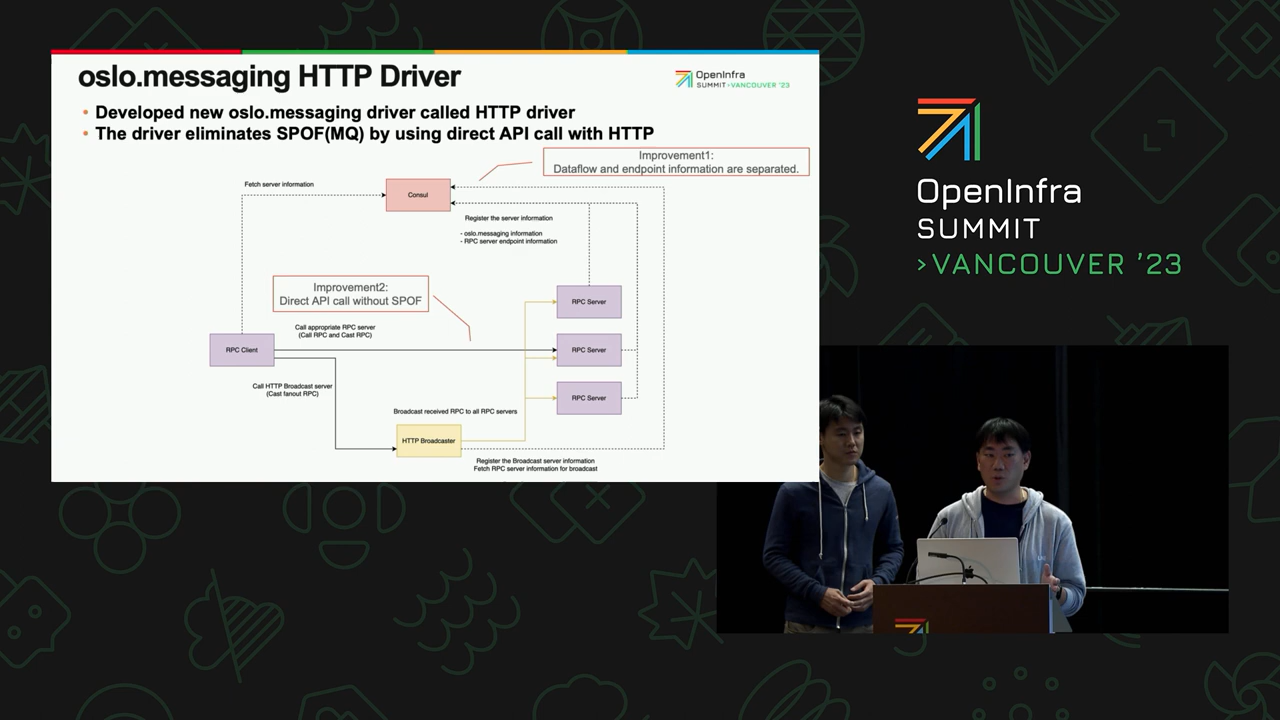 oslo.messaging HTTP Driver
OpenInfra
SUMMIT >VANCOUVER '23
• Developed new oslo.messaging driver called HTTP driver
• The driver eliminates SPOF(MQ) by using direct API call with HTTP
Improvement1:
Dataflow and endpoint information are separated.
Fetch server information
Consul
Register the server information
- oslo.messaging information
- RPC server endpoint information
Improvement2:
Direct API call without SPOF
RPC Server
Call appropriate RPC server
(Call RPC and Cast RPC)
RPC Client
RPC Server
Call HTTP Broadcast server
(Cast fanout RPC)
RPC Server
Broadcast received RPC to all RPC servers
HTTP Broadcaster
Register the Broadcast server information
Fetch RPC server information for broadcast
OpenInfra
SUMMIT
>VANCOUVER '23